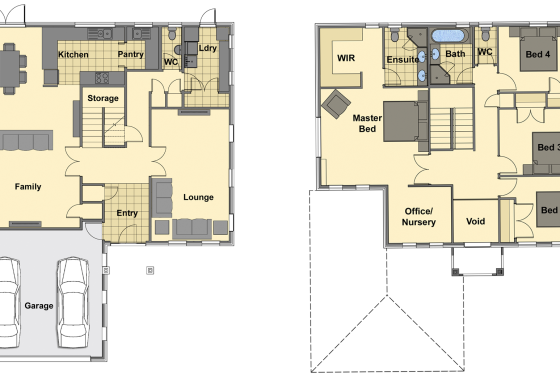 Kitchen
Pantry
WC
Ldry
Storage
Family
Lounge
Entry
Garage
WIR
Ensuite
Bath
WC
Bed 4
Master
Bed
Bed 3
Office/
Nursery
Void
Bed